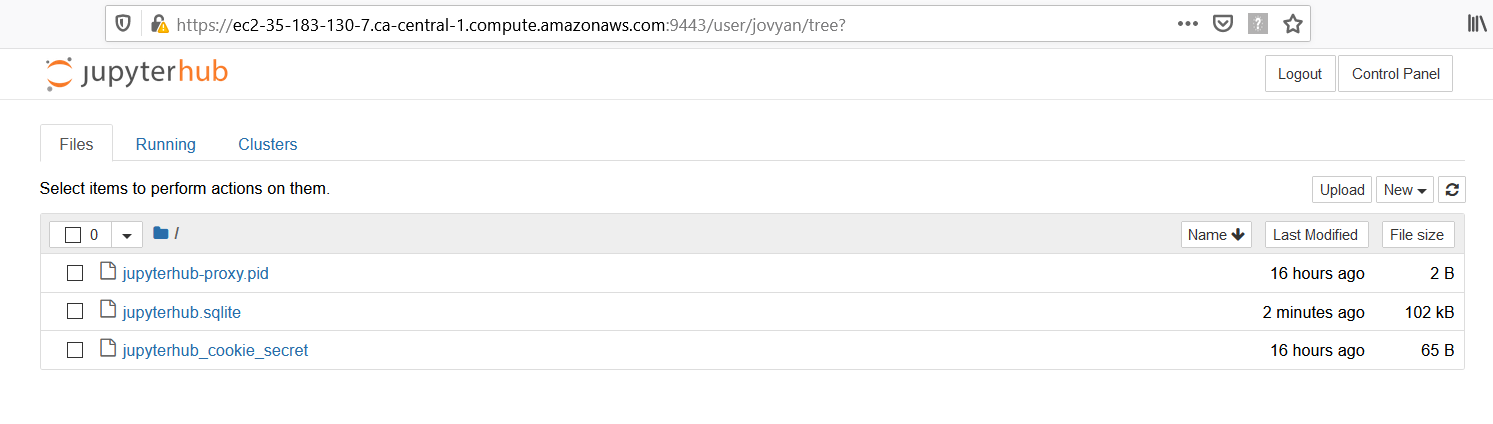 https://ec2-35-183-130-7.ca-central-1.compute.amazonaws.com:9443/user/jovyan/tree?
jupyterhub
Logout Control Panel
Files Running Clusters
Select items to perform actions on them.
Upload New
0 / Name Last Modified File size
jupyterhub-proxy.pid 16 hours ago 2 B
jupyterhub.sqlite 2 minutes ago 102 kB
jupyterhub_cookie_secret 16 hours ago 65 B